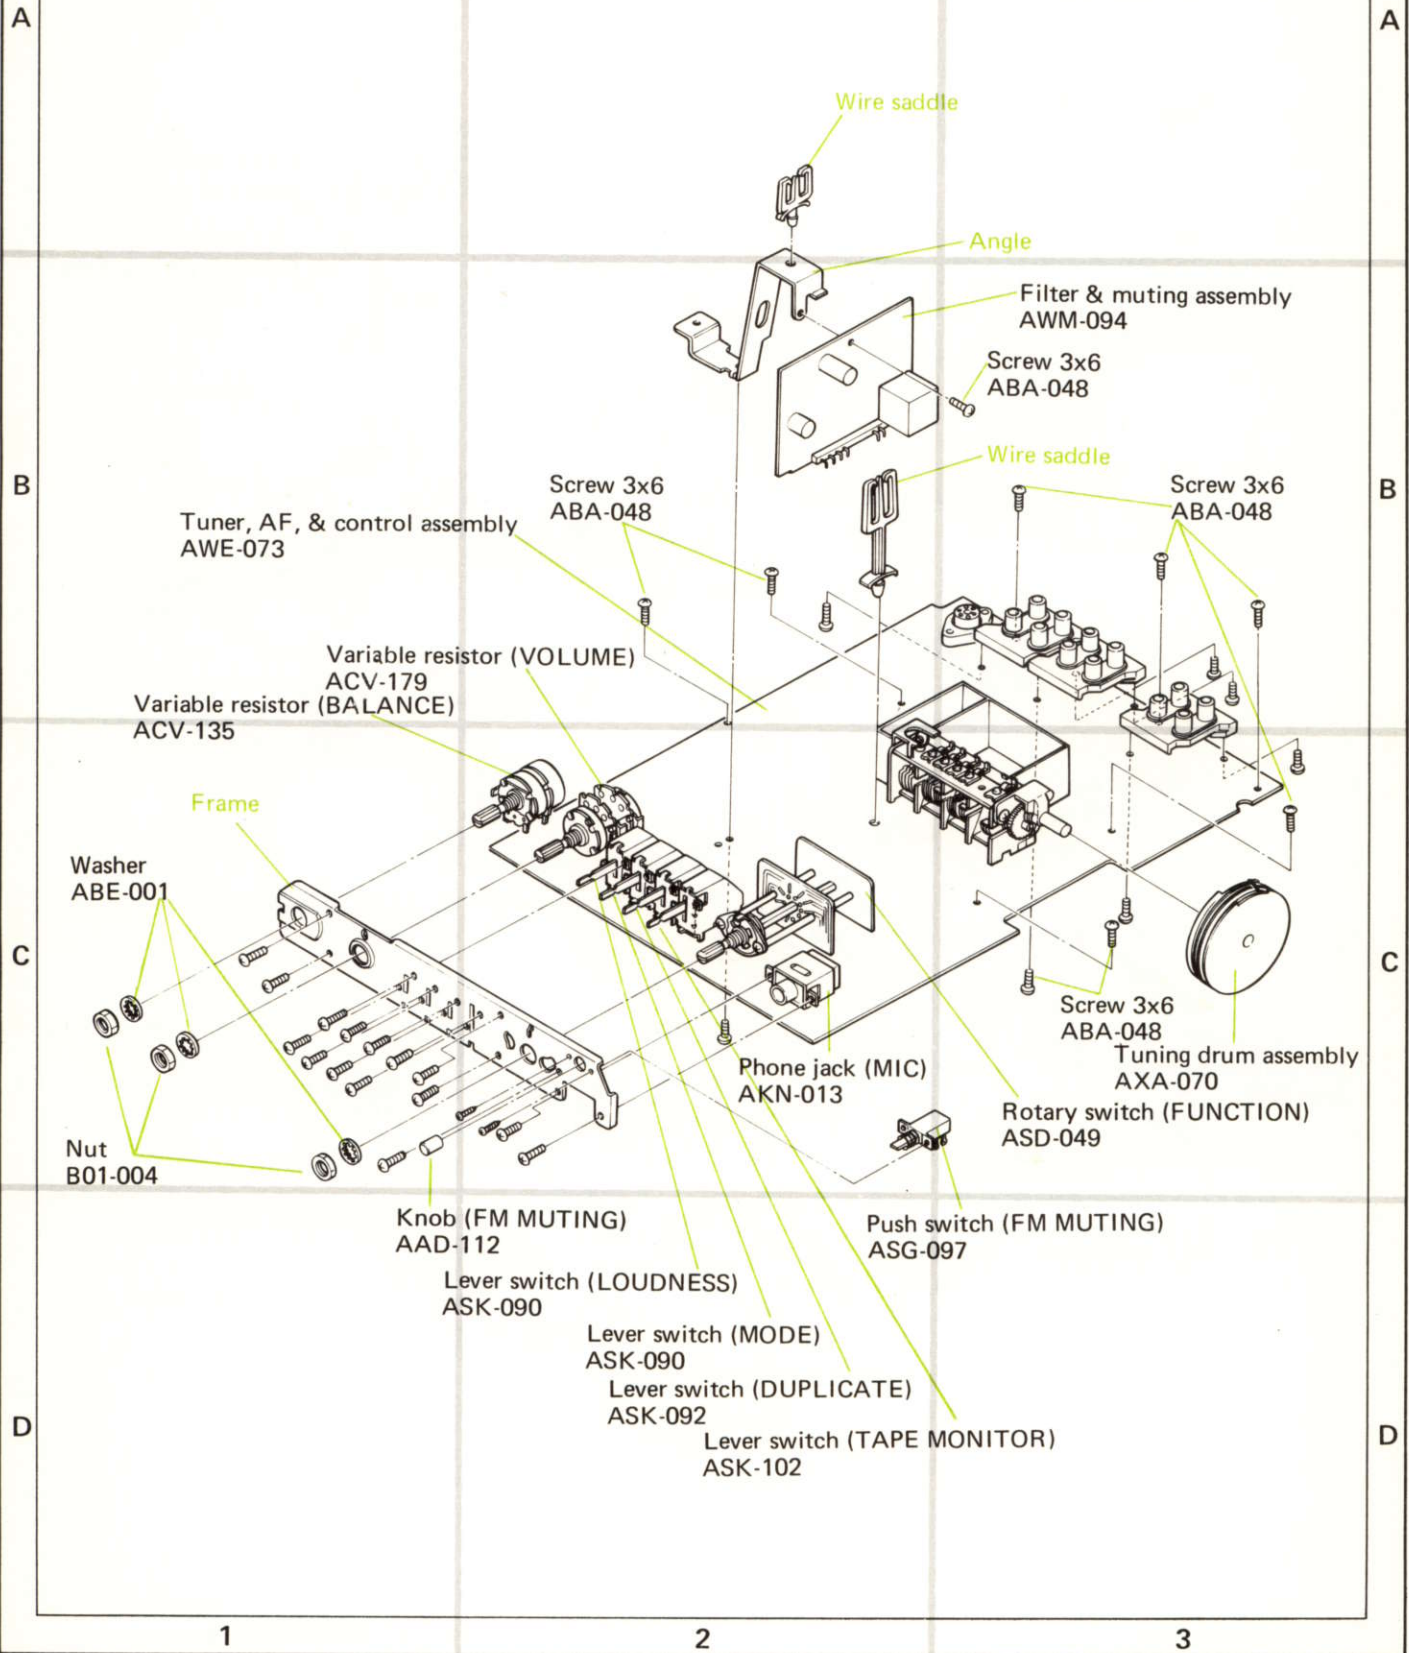 A
A
Wire saddle
Angle
Filter & muting assembly
AWM-094
Screw 3x6
ABA-048
Wire saddle
B
B
Screw 3x6
ABA-048
Screw 3x6
ABA-048
Tuner, AF, & control assembly
AWE-073
Variable resistor (VOLUME)
ACV-179
Variable resistor (BALANCE)
ACV-135
Frame
Washer
ABE-001
C
C
Screw 3x6
ABA-048
Tuning drum assembly
AXA-070
Phone jack (MIC)
AKN-013
Rotary switch (FUNCTION)
ASD-049
Nut
B01-004
Knob (FM MUTING)
AAD-112
Push switch (FM MUTING)
ASG-097
Lever switch (LOUDNESS)
ASK-090
Lever switch (MODE)
ASK-090
Lever switch (DUPLICATE)
ASK-092
Lever switch (TAPE MONITOR)
ASK-102
D
D
1
2
3